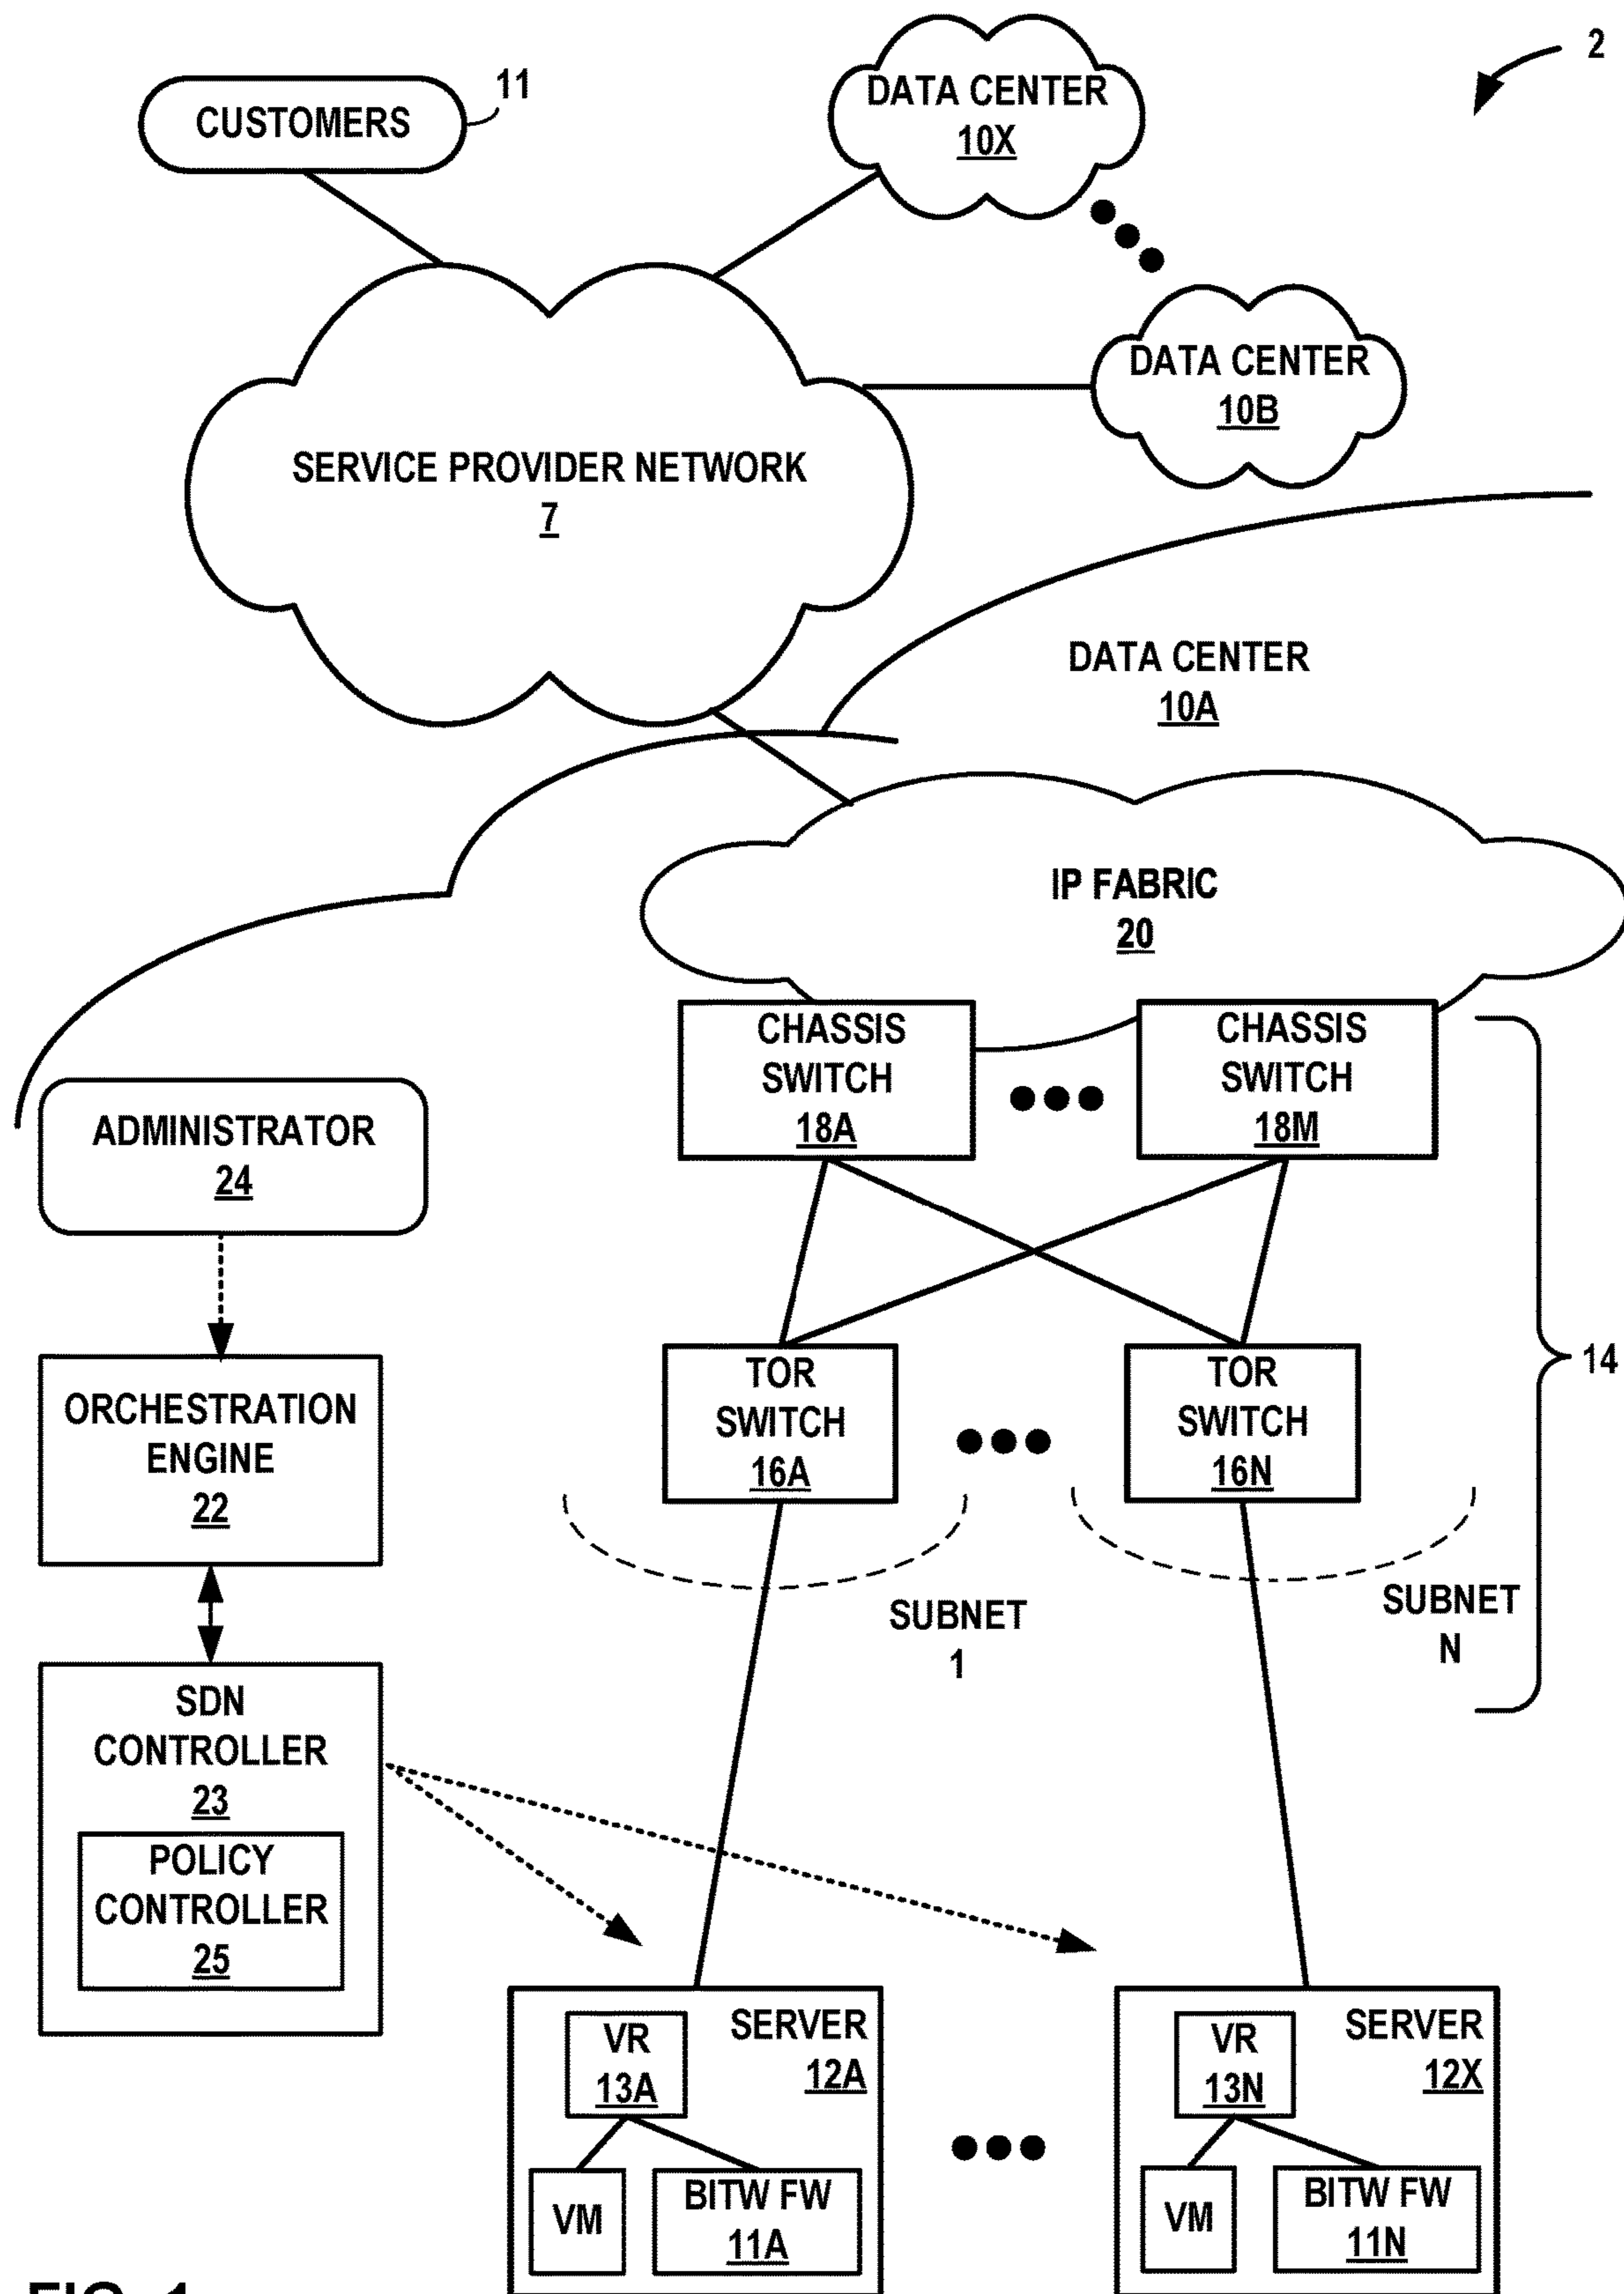 2
CUSTOMERS
11
DATA CENTER
10X
DATA CENTER
10B
SERVICE PROVIDER NETWORK
7
DATA CENTER
10A
IP FABRIC
20
CHASSIS
SWITCH
18A
CHASSIS
SWITCH
18M
ADMINISTRATOR
24
TOR
SWITCH
16A
TOR
SWITCH
16N
14
ORCHESTRATION
ENGINE
22
SUBNET
1
SUBNET
N
SDN
CONTROLLER
23
POLICY
CONTROLLER
25
VR
13A
SERVER
12A
VM
BITW FW
11A
VR
13N
SERVER
12X
VM
BITW FW
11N
FIG. 1